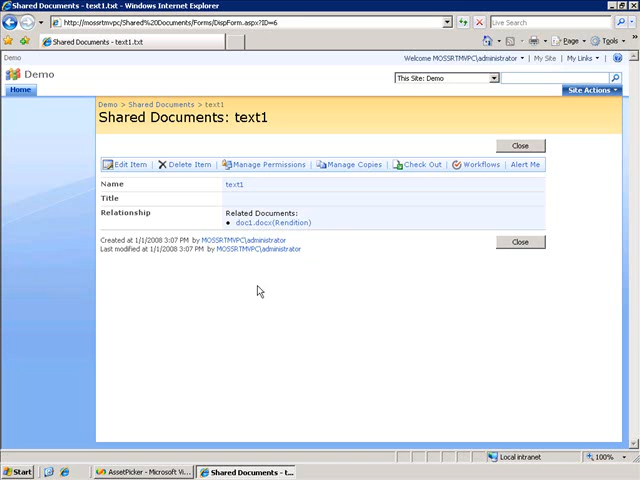 Shared Documents - text1.txt - Windows Internet Explorer
http://mossrtmvpc/Shared%20Documents/Forms/DispForm.aspx?ID=6
Live Search
Shared Documents - text1.txt
Page
Tools
Demo
Welcome MOSSRTMVPC\administrator
My Site
My Links
Demo
This Site: Demo
Home
Site Actions
Demo > Shared Documents > text1
Shared Documents: text1
Close
Edit Item
Delete Item
Manage Permissions
Manage Copies
Check Out
Workflows
Alert Me
Name text1
Title
Relationship Related Documents:
• doc1.docx(Rendition)
Created at 1/1/2008 3:07 PM by MOSSRTMVPC\administrator
Last modified at 1/1/2008 3:07 PM by MOSSRTMVPC\administrator
Close
Local intranet
100%
Start
AssetPicker - Microsoft Vi...
Shared Documents - t...